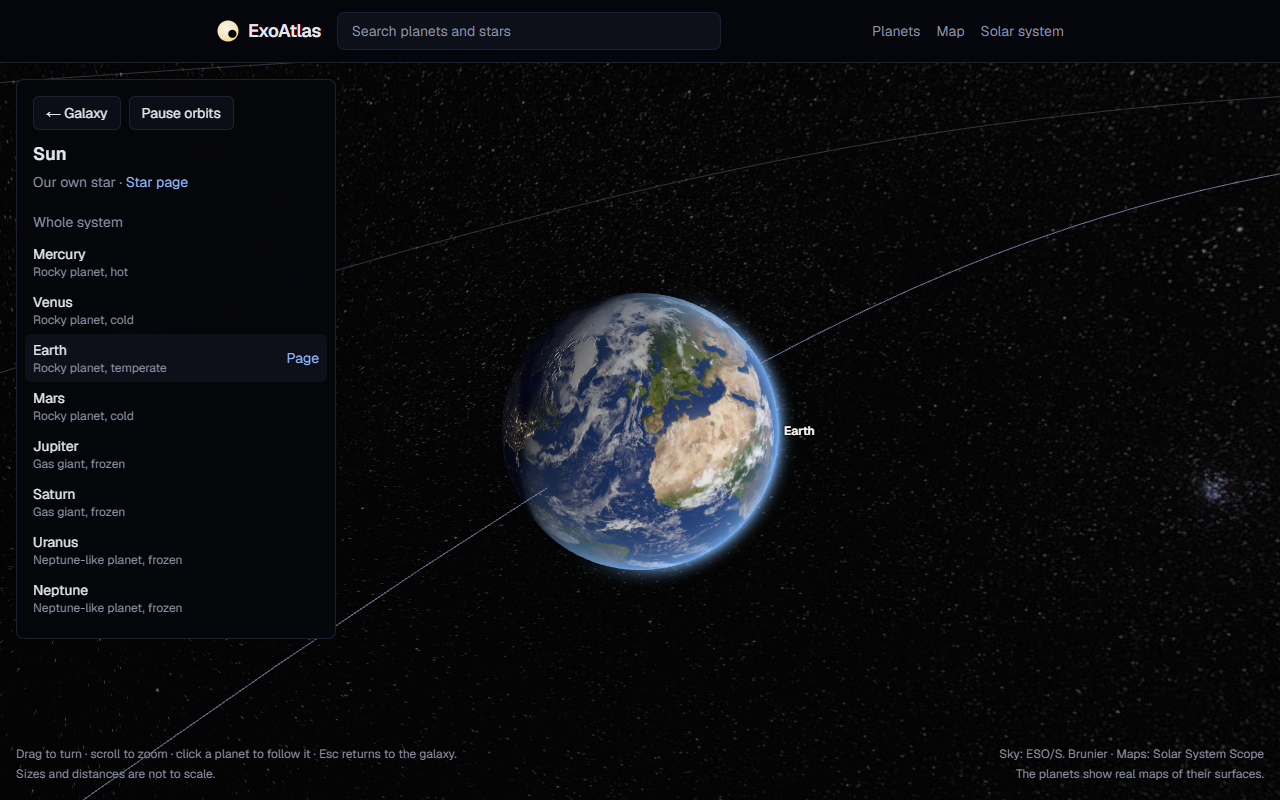 ExoAtlas
Search planets and stars
Planets
Map
Solar system
← Galaxy
Pause orbits
Sun
Our own star · Star page
Whole system
Mercury
Rocky planet, hot
Venus
Rocky planet, cold
Earth
Rocky planet, temperate
Page
Mars
Rocky planet, cold
Jupiter
Gas giant, frozen
Saturn
Gas giant, frozen
Uranus
Neptune-like planet, frozen
Neptune
Neptune-like planet, frozen
Earth
Drag to turn · scroll to zoom · click a planet to follow it · Esc returns to the galaxy.
Sizes and distances are not to scale.
Sky: ESO/S. Brunier · Maps: Solar System Scope
The planets show real maps of their surfaces.